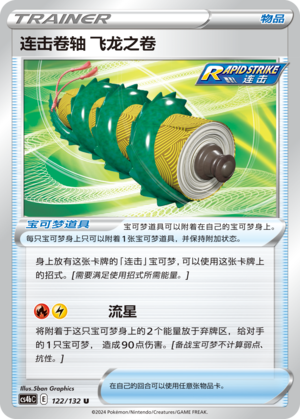 TRAINER 物品
连击卷轴 飞龙之卷
RAPID STRIKE
连击
宝可梦道具 宝可梦道具可以附着在自己的宝可梦身上。
每只宝可梦身上只可以附着1张宝可梦道具，并保持附加状态。
身上放有这张卡牌的「连击」宝可梦，可以使用这张卡牌上
的招式。[需要满足使用招式所需能量。]
流星
将附着于这只宝可梦身上的2个能量放于弃牌区，给对手
的1只宝可梦，造成90点伤害。[备战宝可梦不计算弱点、
抗性。]
Illus.5ban Graphics
CS4bC E 122/132 U
在自己的回合可以使用任意张物品卡。
©2024 Pokémon/Nintendo/Creatures/GAME FREAK.